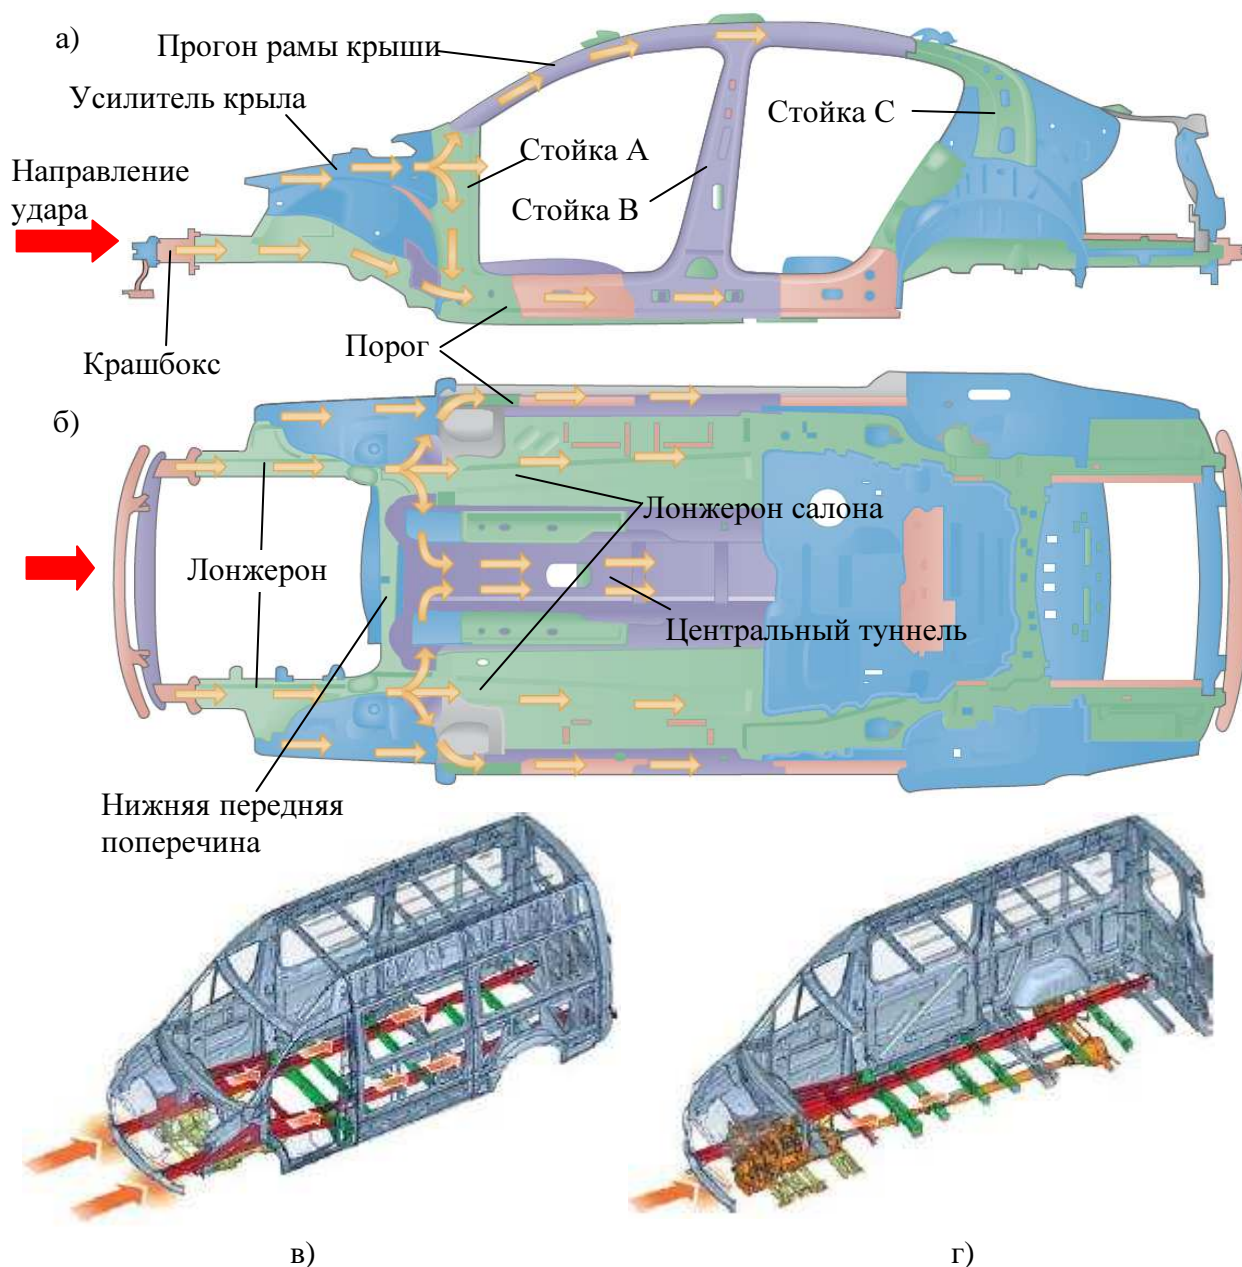 а)
Прогон рамы крыши
Усилитель крыла
Стойка С
Стойка А
Направление
удара
Стойка В
Порог
Крашбокс
б)
Лонжерон салона
Лонжерон
Центральный туннель
Нижняя передняя
поперечина
в)
г)